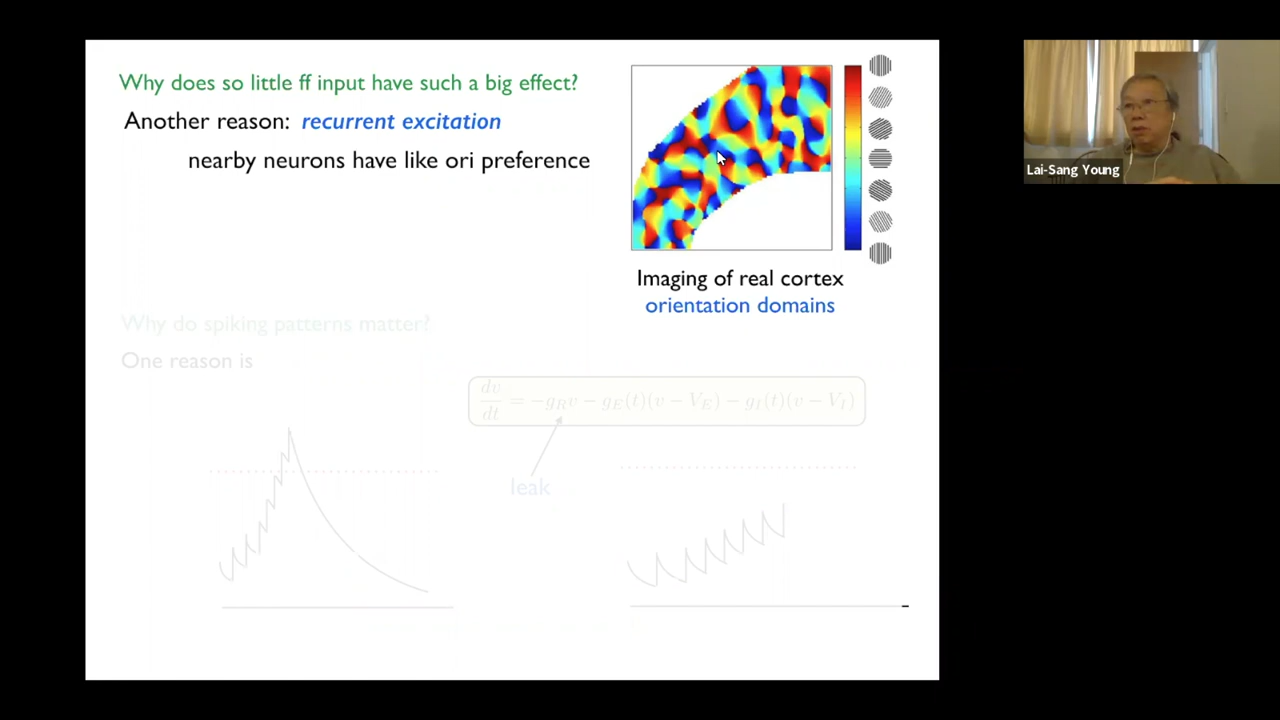 Why does so little ff input have such a big effect?
Another reason: recurrent excitation
nearby neurons have like ori preference
Imaging of real cortex
orientation domains
Why do spiking patterns matter?
One reason is
dv/dt = −g_R v − g_E(t)(v − V_E) − g_I(t)(v − V_I)
leak
Lai-Sang Young